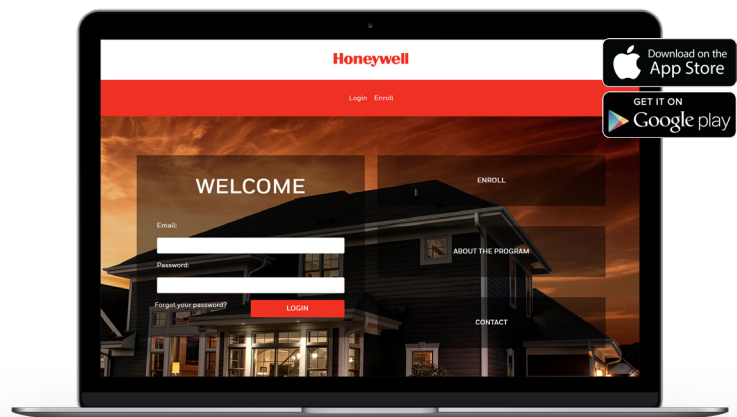 Honeywell
Login Enroll
Download on the
App Store
GET IT ON
Google play
WELCOME
Email:
Password:
Forgot your password?
LOGIN
ENROLL
ABOUT THE PROGRAM
CONTACT